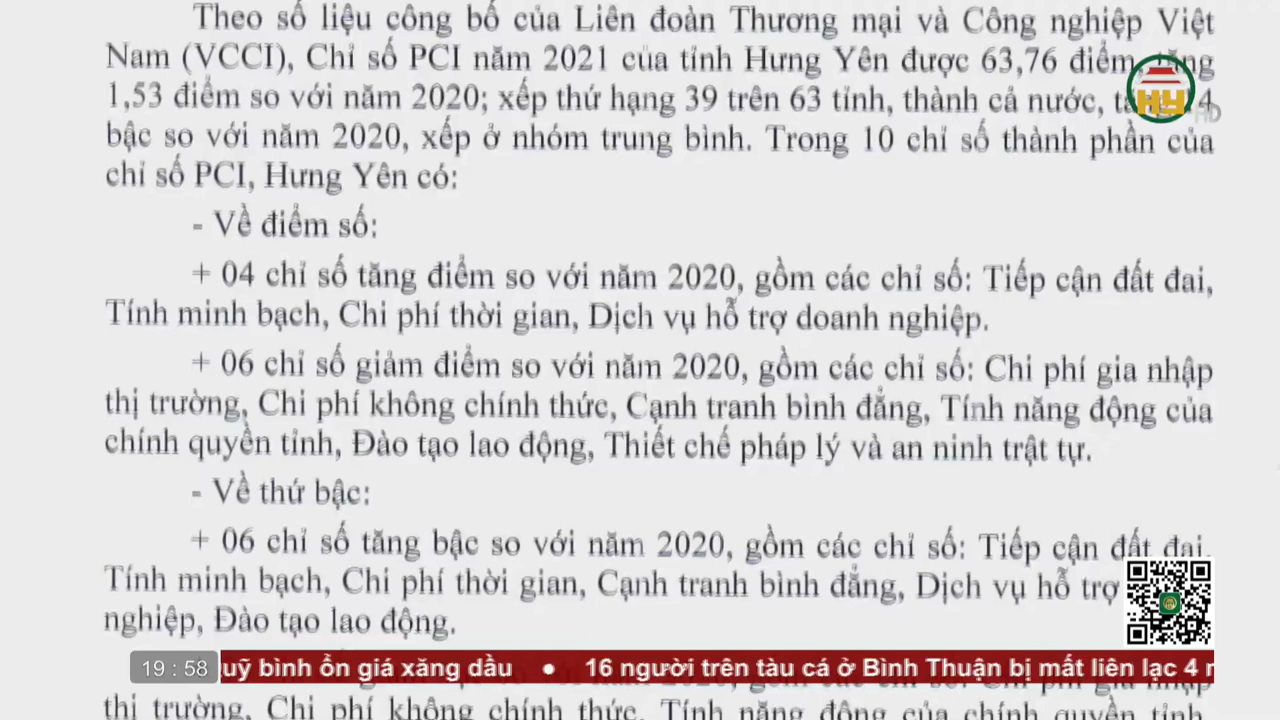 Theo số liệu công bố của Liên đoàn Thương mại và Công nghiệp Việt
Nam (VCCI), Chỉ số PCI năm 2021 của tỉnh Hưng Yên được 63,76 điểm, tăng
1,53 điểm so với năm 2020; xếp thứ hạng 39 trên 63 tỉnh, thành cả nước,
HY
HD
bậc so với năm 2020, xếp ở nhóm trung bình. Trong 10 chỉ số thành phần của
chỉ số PCI, Hưng Yên có:
- Về điểm số:
+ 04 chỉ số tăng điểm so với năm 2020, gồm các chỉ số: Tiếp cận đất đai,
Tính minh bạch, Chi phí thời gian, Dịch vụ hỗ trợ doanh nghiệp.
+ 06 chỉ số giảm điểm so với năm 2020, gồm các chỉ số: Chi phí gia nhập
thị trường, Chi phí không chính thức, Cạnh tranh bình đẳng, Tính năng động của
chính quyền tỉnh, Đào tạo lao động, Thiết chế pháp lý và an ninh trật tự.
- Về thứ bậc:
+ 06 chỉ số tăng bậc so với năm 2020, gồm các chỉ số: Tiếp cận đất đai,
Tính minh bạch, Chi phí thời gian, Cạnh tranh bình đẳng, Dịch vụ hỗ trợ
nghiệp, Đào tạo lao động.
19 : 58 uỹ bình ổn giá xăng dầu ● 16 người trên tàu cá ở Bình Thuận bị mất liên lạc 4
thị trường, Chi phí không chính thức, Tính năng động của chính quyền tỉnh,